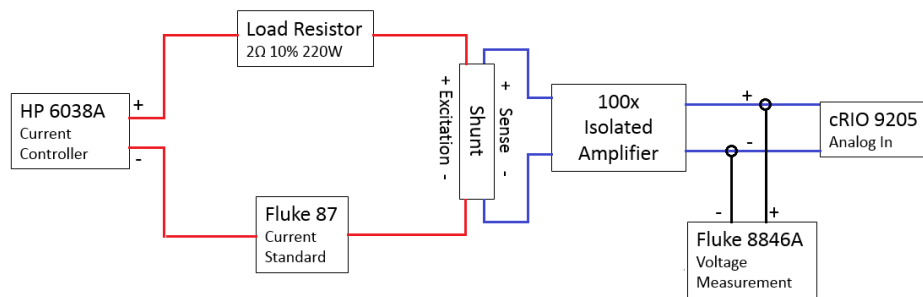 Load Resistor
2Ω 10% 220W
HP 6038A
Current
Controller
+
-
+ Excitation -
Shunt
+ Sense -
100x
Isolated
Amplifier
+
-
cRIO 9205
Analog In
Fluke 87
Current
Standard
-
+
Fluke 8846A
Voltage
Measurement